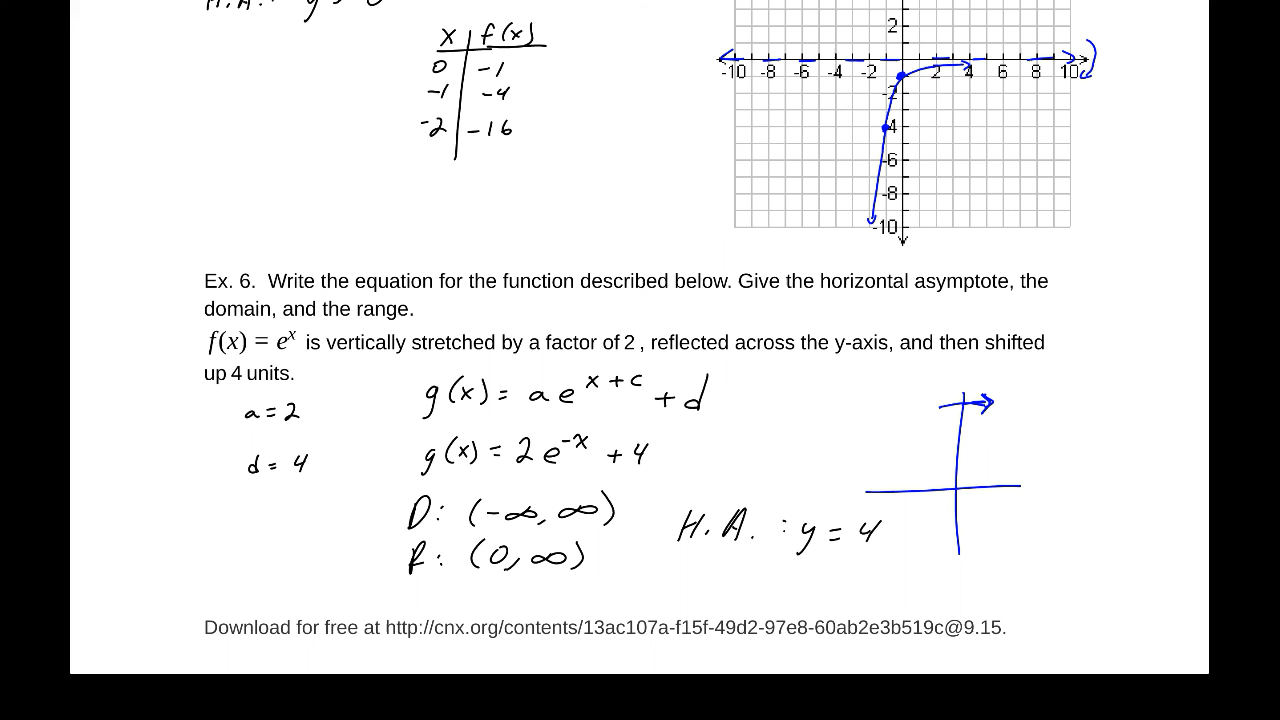 H.A.: y
x f(x)
0 -1
-1 -4
-2 -16
2
-10 -8 -6 -4 -2 2 4 6 8 10
-2
-4
-6
-8
-10
Ex. 6. Write the equation for the function described below. Give the horizontal asymptote, the
domain, and the range.
f(x) = e^x is vertically stretched by a factor of 2 , reflected across the y-axis, and then shifted
up 4 units.
a = 2
g(x) = a e^{x + c} + d
d = 4
g(x) = 2 e^{-x} + 4
D: (-∞, ∞)
H.A. : y = 4
R: (0, ∞)
Download for free at http://cnx.org/contents/13ac107a-f15f-49d2-97e8-60ab2e3b519c@9.15.